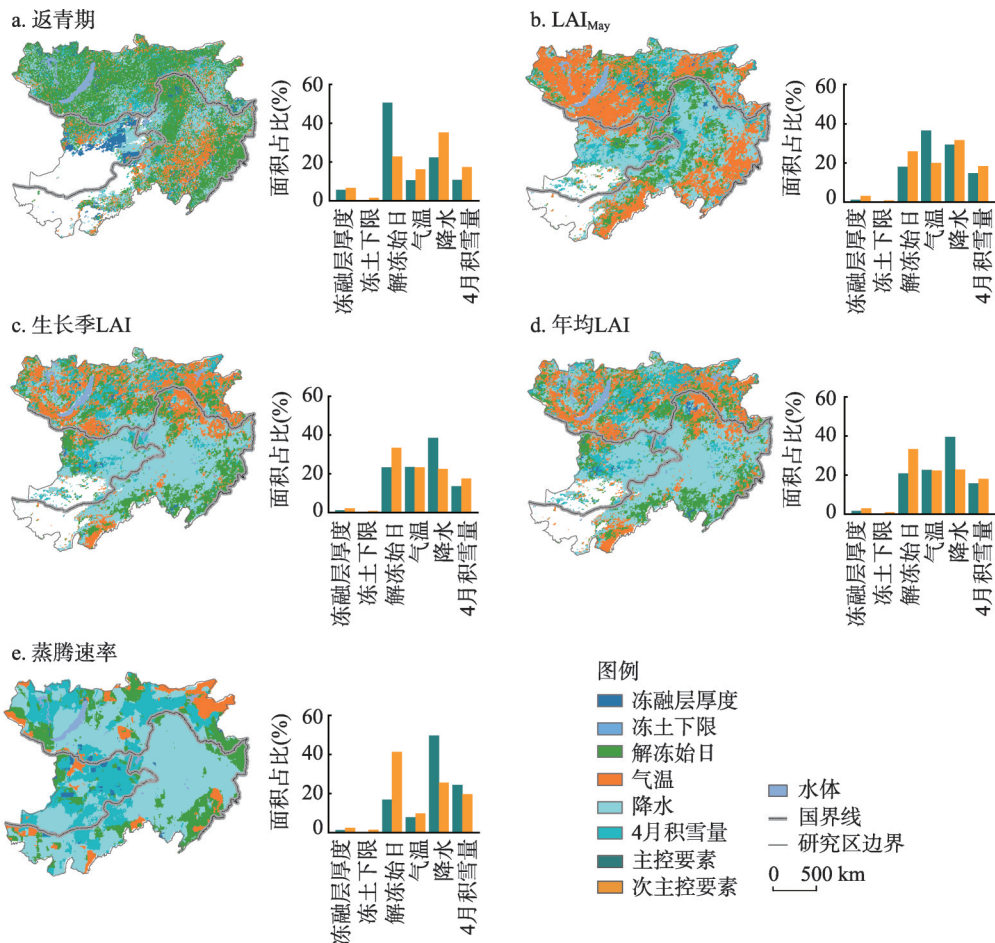 a. 返青期
面积占比(%)
60
40
20
0
冻融层厚度
冻土下限
解冻始日
气温
降水
4月积雪量
b. LAIMay
面积占比(%)
60
40
20
0
冻融层厚度
冻土下限
解冻始日
气温
降水
4月积雪量
c. 生长季LAI
面积占比(%)
60
40
20
0
冻融层厚度
冻土下限
解冻始日
气温
降水
4月积雪量
d. 年均LAI
面积占比(%)
60
40
20
0
冻融层厚度
冻土下限
解冻始日
气温
降水
4月积雪量
e. 蒸腾速率
面积占比(%)
60
40
20
0
冻融层厚度
冻土下限
解冻始日
气温
降水
4月积雪量
图例
冻融层厚度
冻土下限
解冻始日
气温
降水
4月积雪量
主控要素
次主控要素
水体
国界线
研究区边界
0 500 km